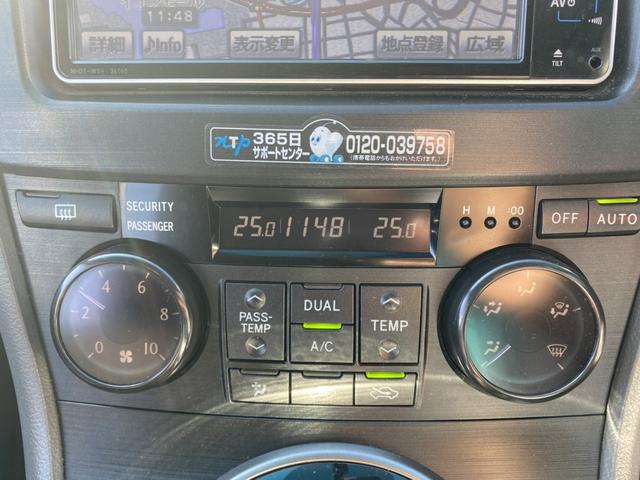 11:48
詳細 ♪Info 表示変更 地点登録 広域
AV
TILT
AUX
NTP 365日 サポートセンター
0120-039758
(携帯電話からもおかけいただけます。)
SECURITY
PASSENGER
25.0 1148 25.0
H M :00
OFF AUTO
0 2 4 6 8 10
PASS-TEMP
DUAL
A/C
TEMP